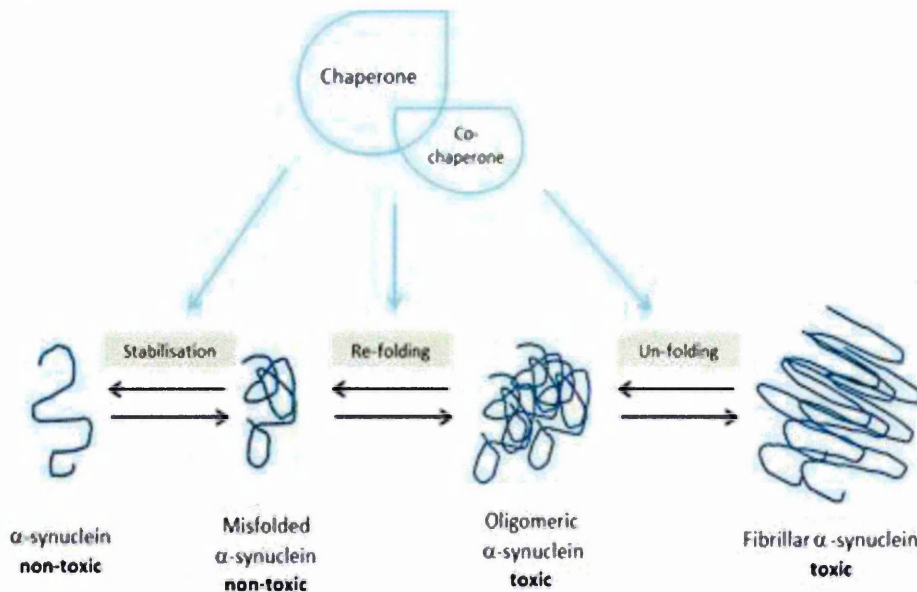 Chaperone
Co-
chaperone
Stabilisation
Re-folding
Un-folding
α-synuclein
non-toxic
Misfolded
α-synuclein
non-toxic
Oligomeric
α-synuclein
toxic
Fibrillar α-synuclein
toxic